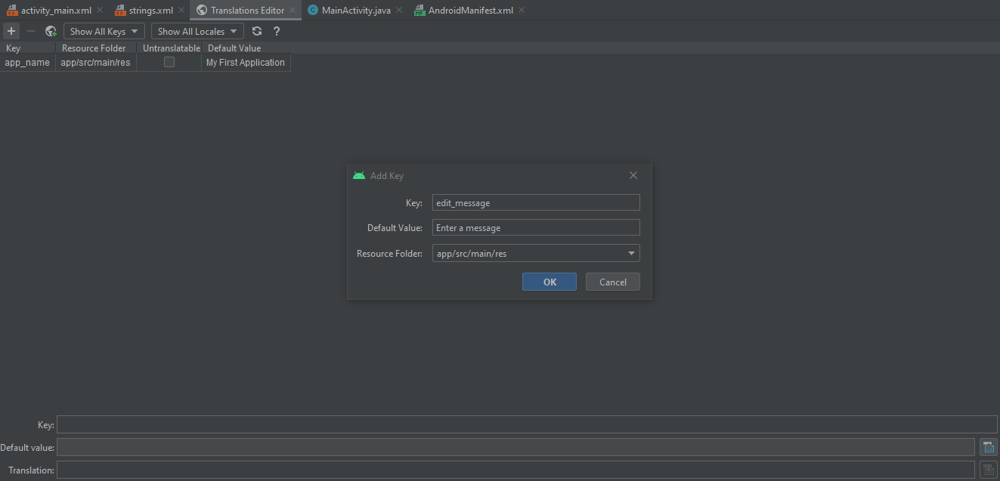 activity_main.xml strings.xml Translations Editor C MainActivity.java MF AndroidManifest.xml
+ − Show All Keys Show All Locales ?
Key Resource Folder Untranslatable Default Value
app_name app/src/main/res My First Application
Add Key
Key: edit_message
Default Value: Enter a message
Resource Folder: app/src/main/res
OK Cancel
Key:
Default value:
Translation: